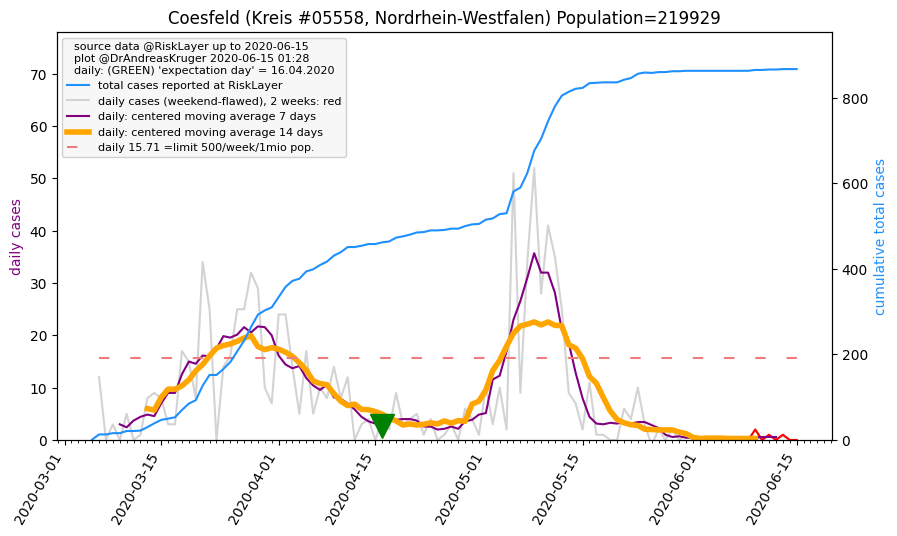 Coesfeld (Kreis #05558, Nordrhein-Westfalen) Population=219929
source data @RiskLayer up to 2020-06-15
plot @DrAndreasKruger 2020-06-15 01:28
daily: (GREEN) 'expectation day' = 16.04.2020
total cases reported at RiskLayer
daily cases (weekend-flawed), 2 weeks: red
daily: centered moving average 7 days
daily: centered moving average 14 days
daily 15.71 =limit 500/week/1mio pop.
daily cases
70
60
50
40
30
20
10
0
cumulative total cases
800
600
400
200
0
2020-03-01
2020-03-15
2020-04-01
2020-04-15
2020-05-01
2020-05-15
2020-06-01
2020-06-15